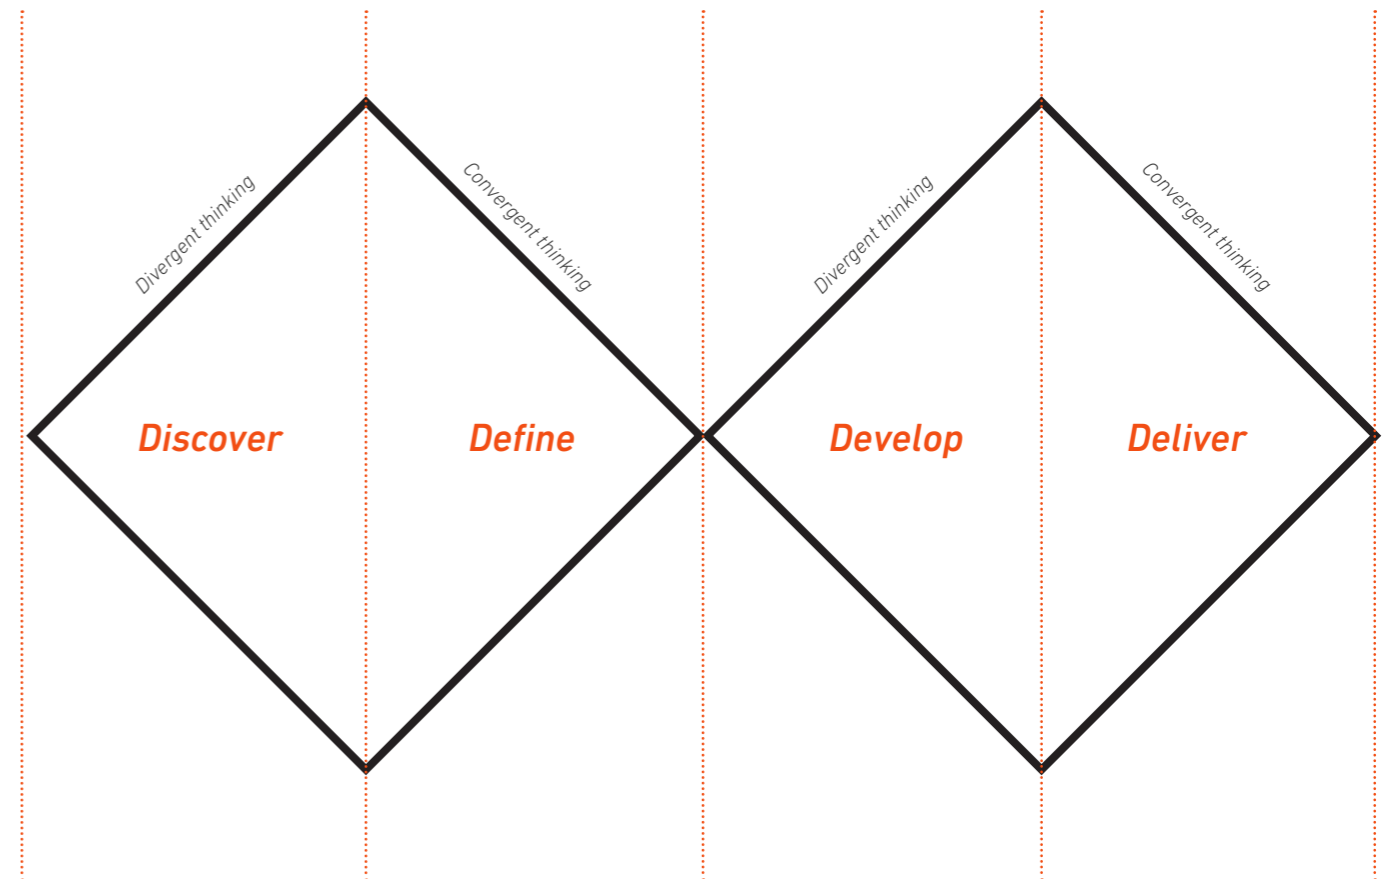 Divergent thinking
Convergent thinking
Divergent thinking
Convergent thinking
Discover
Define
Develop
Deliver